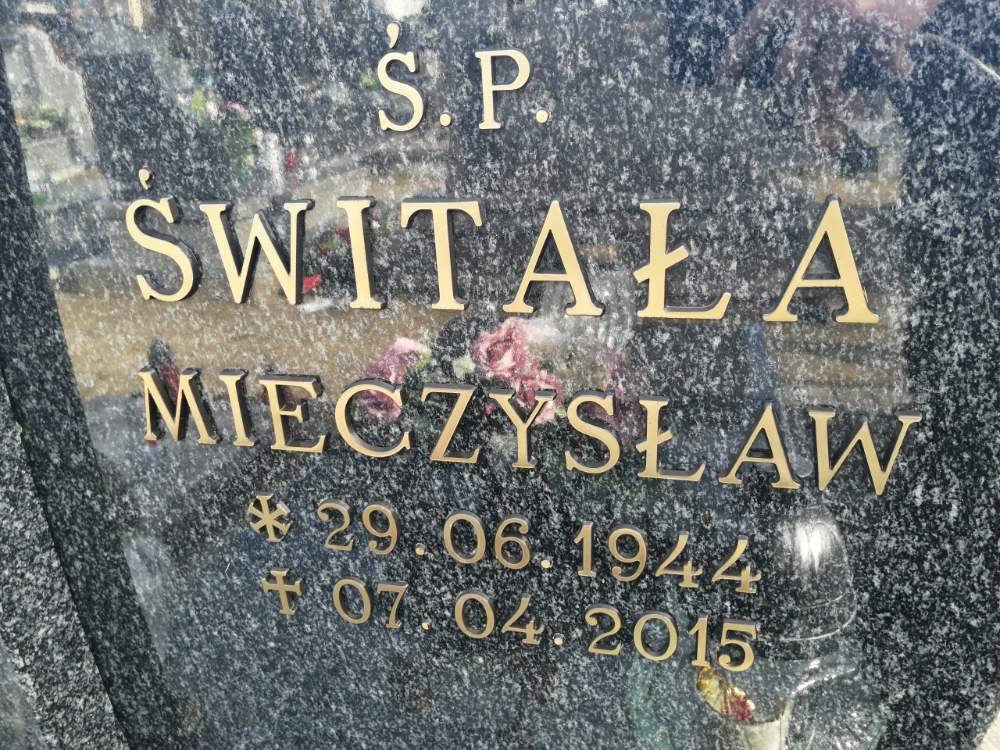 Ś.P.
ŚWITAŁA
MIECZYSŁAW
* 29.06.1944
✝ 07.04.2015